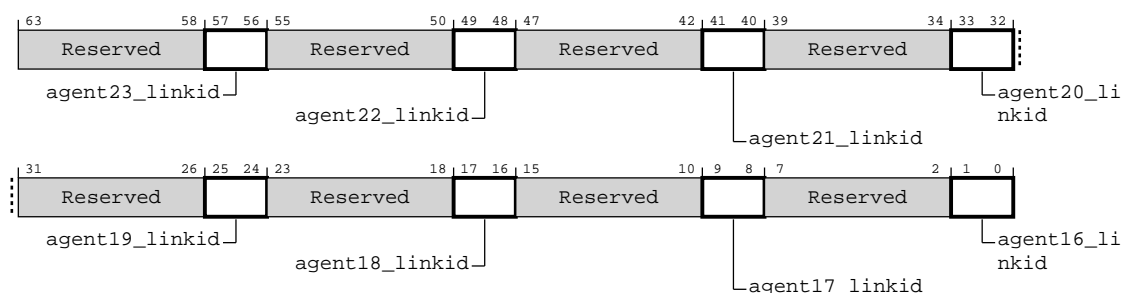 63 58 57 56 55 50 49 48 47 42 41 40 39 34 33 32
Reserved Reserved Reserved Reserved
agent23_linkid
agent22_linkid
agent21_linkid
agent20_li
nkid
31 26 25 24 23 18 17 16 15 10 9 8 7 2 1 0
Reserved Reserved Reserved Reserved
agent19_linkid
agent18_linkid
agent17_linkid
agent16_li
nkid